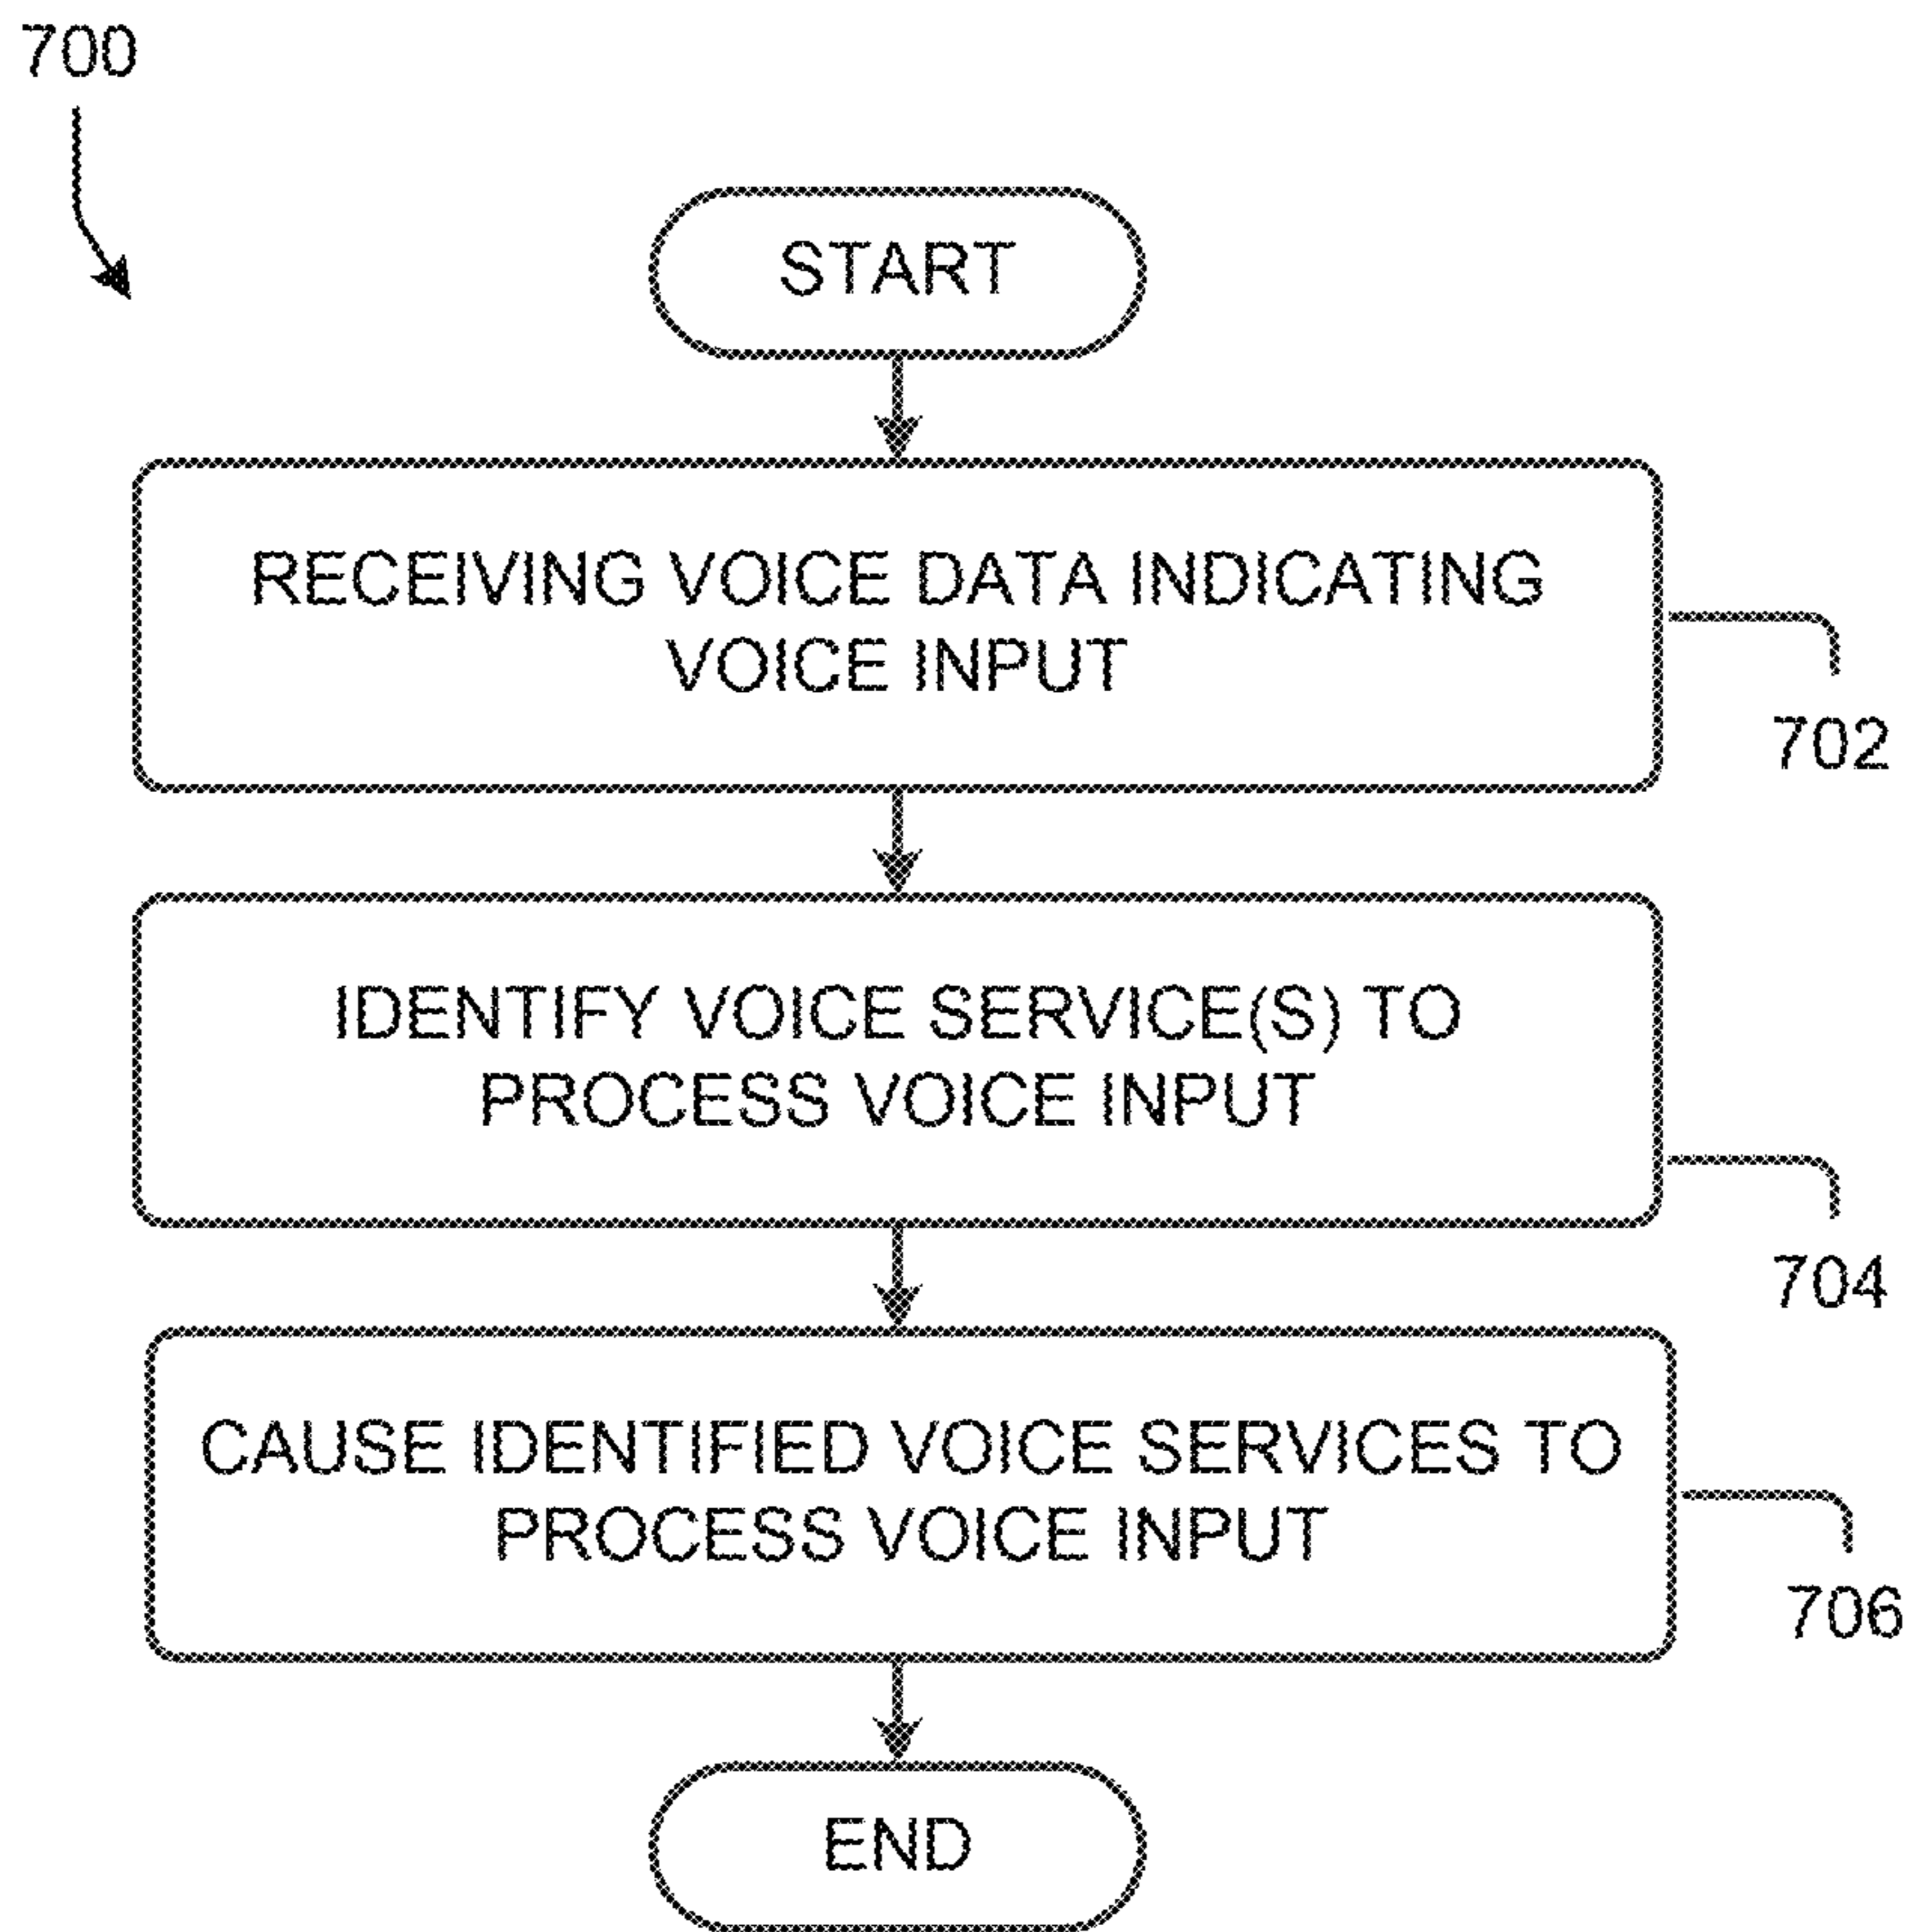 700
START
RECEIVING VOICE DATA INDICATING
VOICE INPUT
702
IDENTIFY VOICE SERVICE(S) TO
PROCESS VOICE INPUT
704
CAUSE IDENTIFIED VOICE SERVICES TO
PROCESS VOICE INPUT
706
END